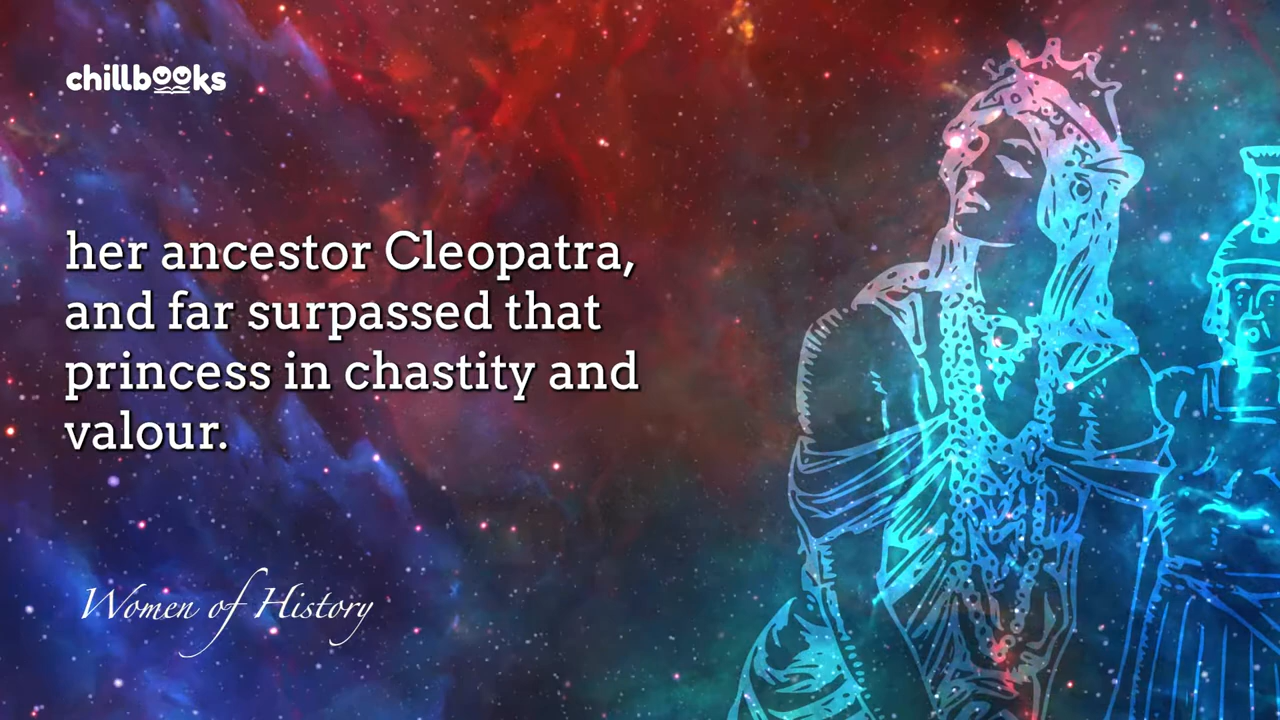 chillbooks
her ancestor Cleopatra,
and far surpassed that
princess in chastity and
valour.
Women of History